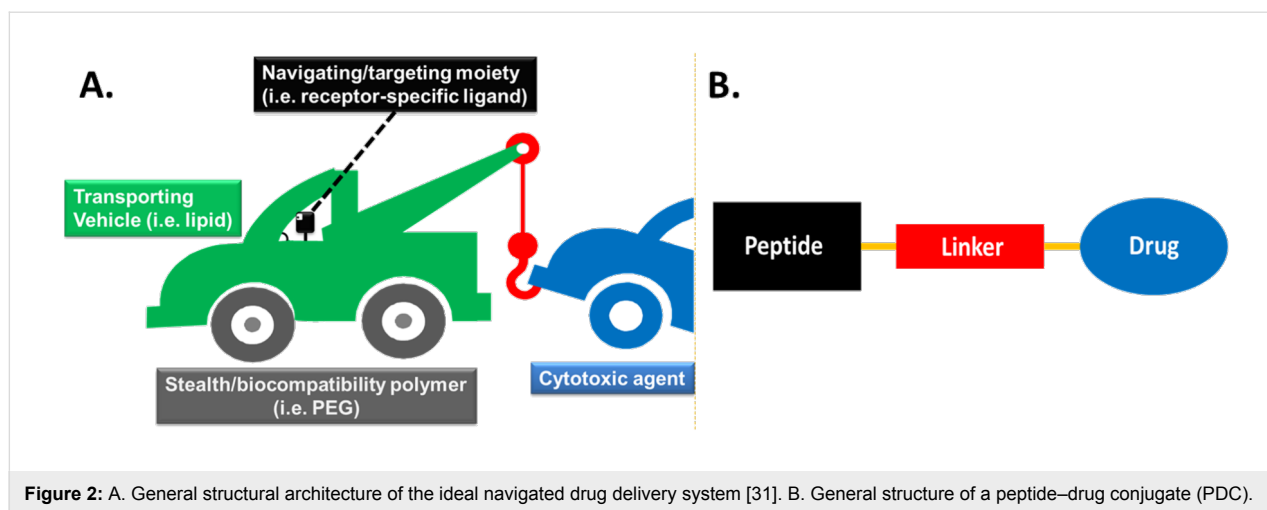 A.
Navigating/targeting moiety
(i.e. receptor-specific ligand)
Transporting
Vehicle (i.e. lipid)
Stealth/biocompatibility polymer
(i.e. PEG)
Cytotoxic agent
B.
Peptide
Linker
Drug
Figure 2: A. General structural architecture of the ideal navigated drug delivery system [31]. B. General structure of a peptide–drug conjugate (PDC).